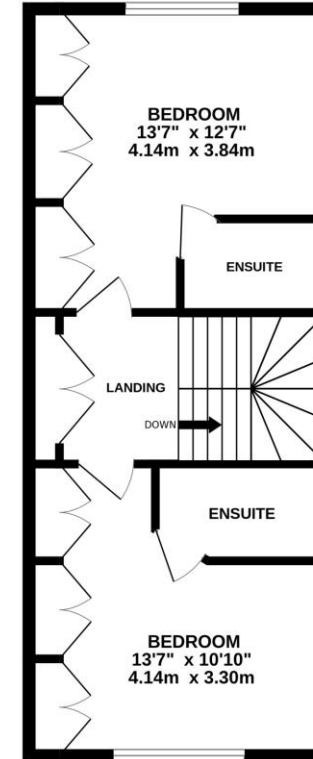 BEDROOM
13'7" x 12'7"
4.14m x 3.84m
ENSUITE
LANDING
DOWN
ENSUITE
BEDROOM
13'7" x 10'10"
4.14m x 3.30m